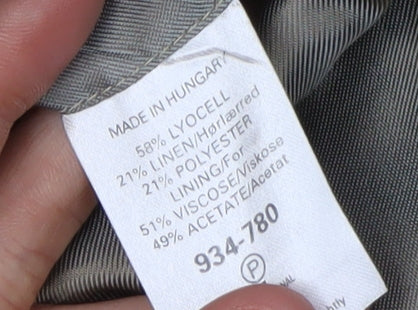 MADE IN HUNGARY
58% LYOCELL
21% LINEN/Hørlærred
21% POLYESTER
LINING/For
51% VISCOSE/Viskose
49% ACETATE/Acetat
934-780
P